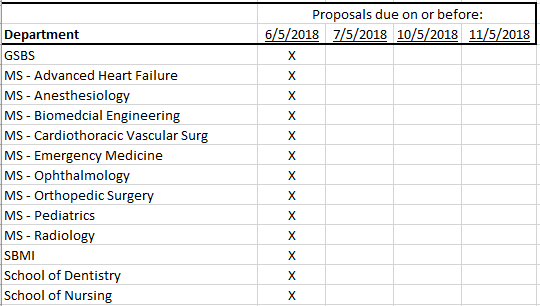 Proposals due on or before:
Department 6/5/2018 7/5/2018 10/5/2018 11/5/2018
GSBS X
MS - Advanced Heart Failure X
MS - Anesthesiology X
MS - Biomedcial Engineering X
MS - Cardiothoracic Vascular Surg X
MS - Emergency Medicine X
MS - Ophthalmology X
MS - Orthopedic Surgery X
MS - Pediatrics X
MS - Radiology X
SBMI X
School of Dentistry X
School of Nursing X